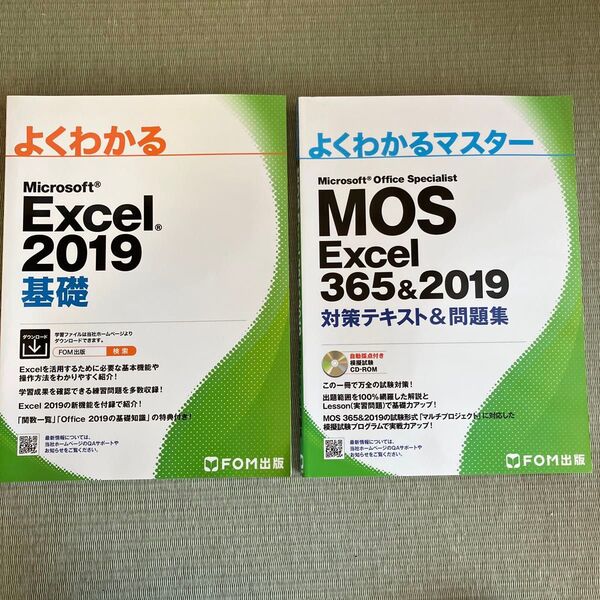 よくわかる
Microsoft®
Excel®
2019
基礎
ダウンロード
学習ファイルは当社ホームページより
ダウンロードできます。
FOM出版
検索
Excelを活用するために必要な基本機能や
操作方法をわかりやすく紹介！
学習成果を確認できる練習問題を多数収録！
Excel 2019の新機能を付録で紹介！
「関数一覧」「Office 2019の基礎知識」の特典付き！
最新情報については、
当社ホームページのQ&Aサポートや
お知らせをご覧ください。
FOM出版
よくわかるマスター
Microsoft® Office Specialist
MOS
Excel
365&2019
対策テキスト&問題集
自動採点付き
模擬試験
CD-ROM
この一冊で万全の試験対策！
出題範囲を100%網羅した解説と
Lesson（実習問題）で基礎力アップ！
MOS 365&2019の試験形式「マルチプロジェクト」に対応した
模擬試験プログラムで実戦力アップ！
最新情報については、
当社ホームページのQ&Aサポートや
お知らせをご覧ください。
FOM出版